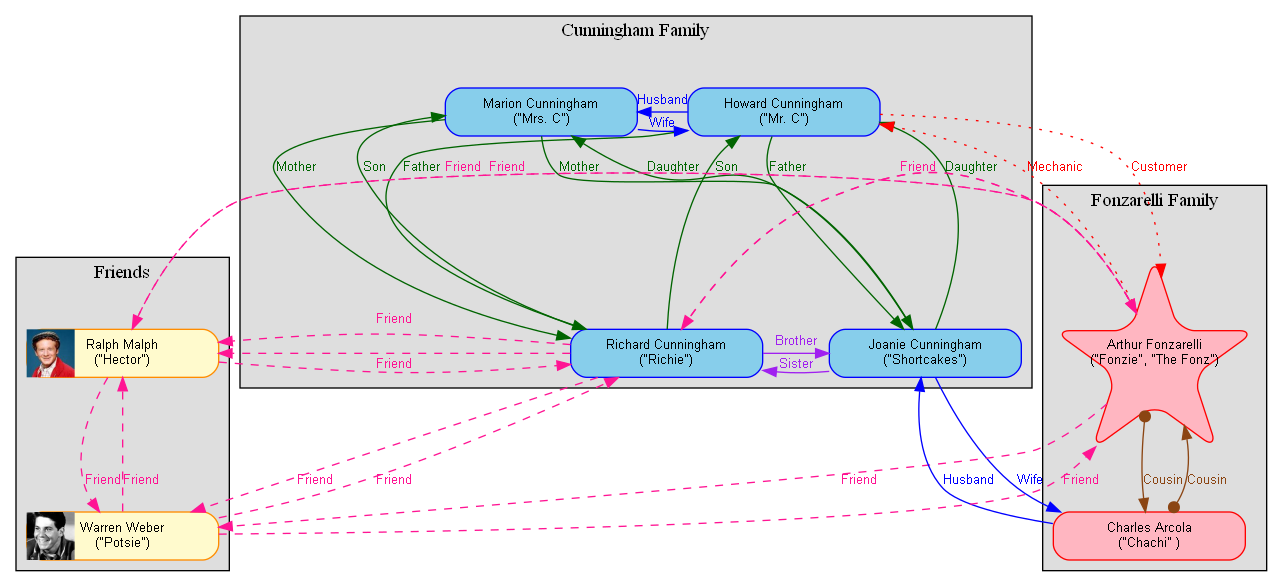 Cunningham Family
Marion Cunningham
("Mrs. C")
Husband
Wife
Howard Cunningham
("Mr. C")
Mother
Son
Father
Friend
Friend
Mother
Daughter
Son
Father
Friend
Daughter
Mechanic
Customer
Fonzarelli Family
Friends
Ralph Malph
("Hector")
Friend
Friend
Richard Cunningham
("Richie")
Brother
Sister
Joanie Cunningham
("Shortcakes")
Arthur Fonzarelli
("Fonzie", "The Fonz")
Friend
Friend
Friend
Friend
Friend
Husband
Wife
Friend
Cousin
Cousin
Warren Weber
("Potsie")
Charles Arcola
("Chachi" )